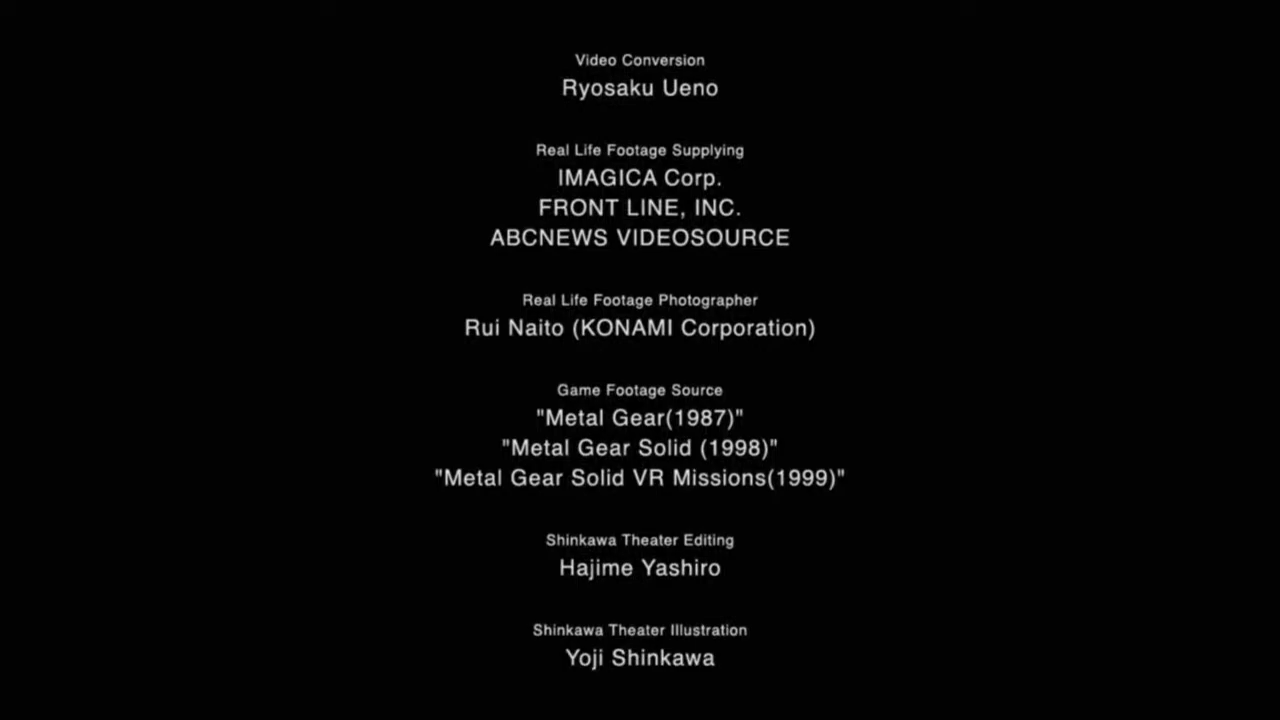 Video Conversion
Ryosaku Ueno
Real Life Footage Supplying
IMAGICA Corp.
FRONT LINE, INC.
ABCNEWS VIDEOSOURCE
Real Life Footage Photographer
Rui Naito (KONAMI Corporation)
Game Footage Source
"Metal Gear(1987)"
"Metal Gear Solid (1998)"
"Metal Gear Solid VR Missions(1999)"
Shinkawa Theater Editing
Hajime Yashiro
Shinkawa Theater Illustration
Yoji Shinkawa